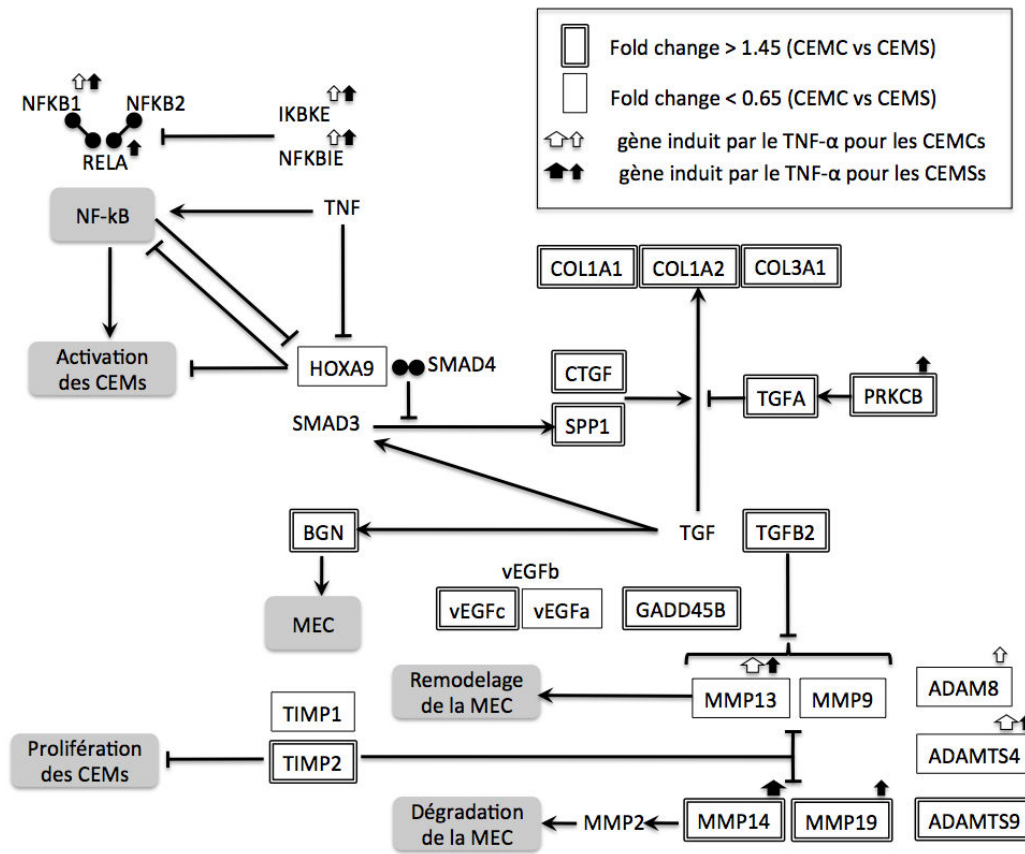 Fold change > 1.45 (CEMC vs CEMS)
Fold change < 0.65 (CEMC vs CEMS)
gène induit par le TNF-α pour les CEMCs
gène induit par le TNF-α pour les CEMSs
NFKB1
NFKB2
RELA
IKBKE
NFKBIE
NF-kB
TNF
COL1A1
COL1A2
COL3A1
Activation
des CEMs
HOXA9
SMAD4
CTGF
TGFA
PRKCB
SMAD3
SPP1
BGN
TGF
TGFB2
vEGFb
vEGFc
vEGFa
GADD45B
MEC
Remodelage
de la MEC
MMP13
MMP9
ADAM8
TIMP1
Prolifération
des CEMs
TIMP2
ADAMTS4
Dégradation
de la MEC
MMP2
MMP14
MMP19
ADAMTS9